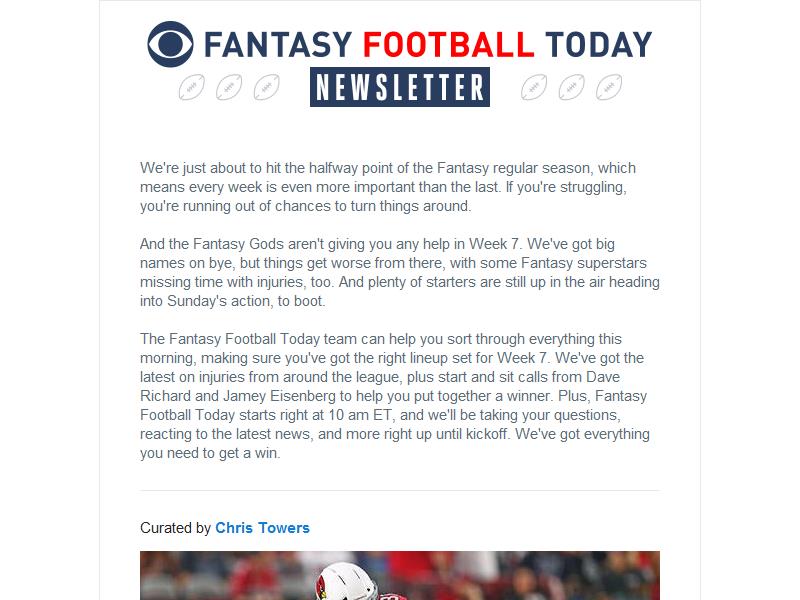 FANTASY FOOTBALL TODAY
NEWSLETTER
We're just about to hit the halfway point of the Fantasy regular season, which
means every week is even more important than the last. If you're struggling,
you're running out of chances to turn things around.
And the Fantasy Gods aren't giving you any help in Week 7. We've got big
names on bye, but things get worse from there, with some Fantasy superstars
missing time with injuries, too. And plenty of starters are still up in the air heading
into Sunday's action, to boot.
The Fantasy Football Today team can help you sort through everything this
morning, making sure you've got the right lineup set for Week 7. We've got the
latest on injuries from around the league, plus start and sit calls from Dave
Richard and Jamey Eisenberg to help you put together a winner. Plus, Fantasy
Football Today starts right at 10 am ET, and we'll be taking your questions,
reacting to the latest news, and more right up until kickoff. We've got everything
you need to get a win.
Curated by Chris Towers